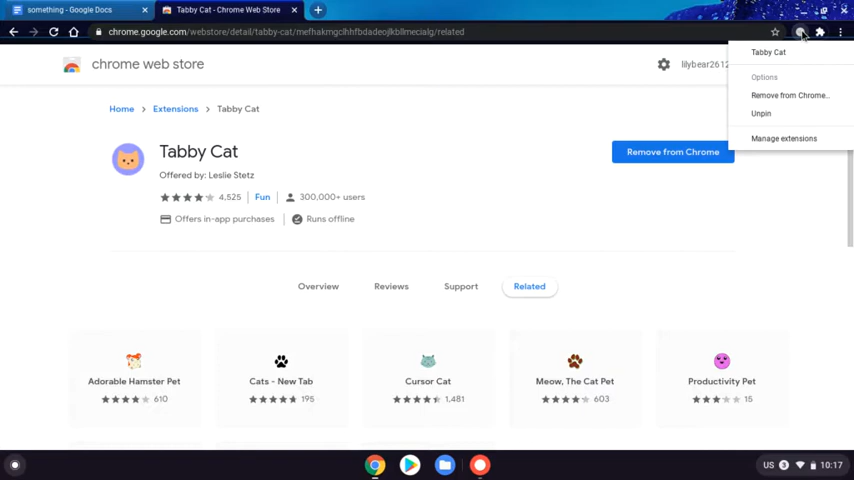 something - Google Docs
Tabby Cat - Chrome Web Store
chrome.google.com/webstore/detail/tabby-cat/mefhakmgclhhfbdadeojlkbllmecialg/related
chrome web store
lilybear2612
Tabby Cat
Options
Remove from Chrome...
Unpin
Manage extensions
Home
Extensions
Tabby Cat
Tabby Cat
Offered by: Leslie Stetz
4,525
Fun
300,000+ users
Offers in-app purchases
Runs offline
Remove from Chrome
Overview
Reviews
Support
Related
Adorable Hamster Pet
610
Cats - New Tab
195
Cursor Cat
1,481
Meow, The Cat Pet
603
Productivity Pet
15
US
3
10:17